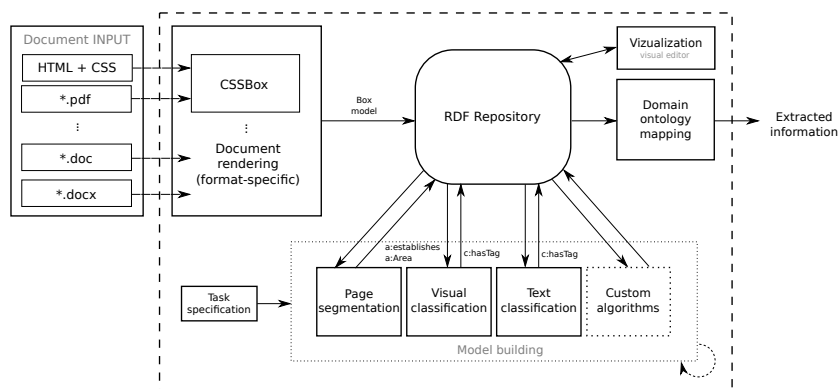 Document INPUT
HTML + CSS
*.pdf
...
*.doc
*.docx
CSSBox
...
Document
rendering
(format-specific)
Box
model
RDF Repository
Vizualization
visual editor
Domain
ontology
mapping
Extracted
information
a:establishes
a:Area
c:hasTag
c:hasTag
Task
specification
Page
segmentation
Visual
classification
Text
classification
Custom
algorithms
Model building